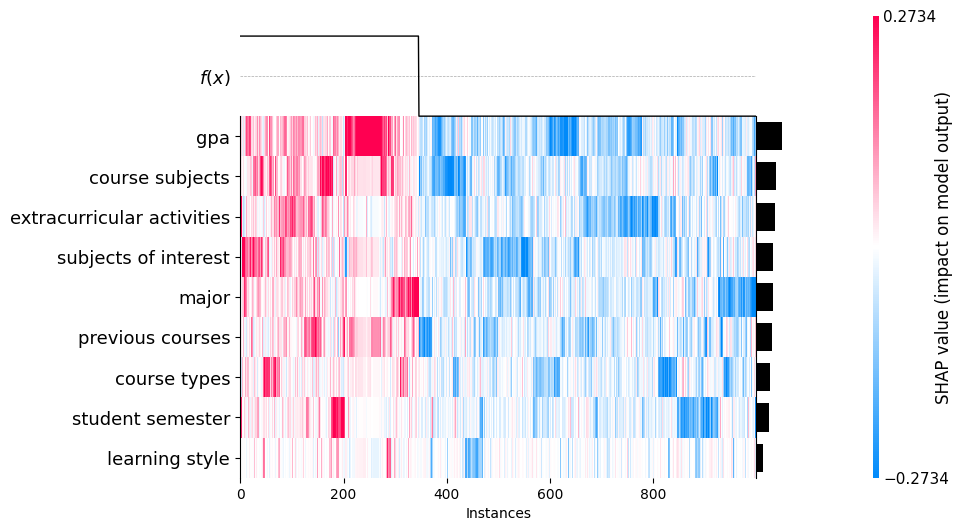 0.2734
f(x)
gpa
course subjects
extracurricular activities
subjects of interest
major
previous courses
course types
student semester
learning style
0 200 400 600 800
Instances
SHAP value (impact on model output)
−0.2734